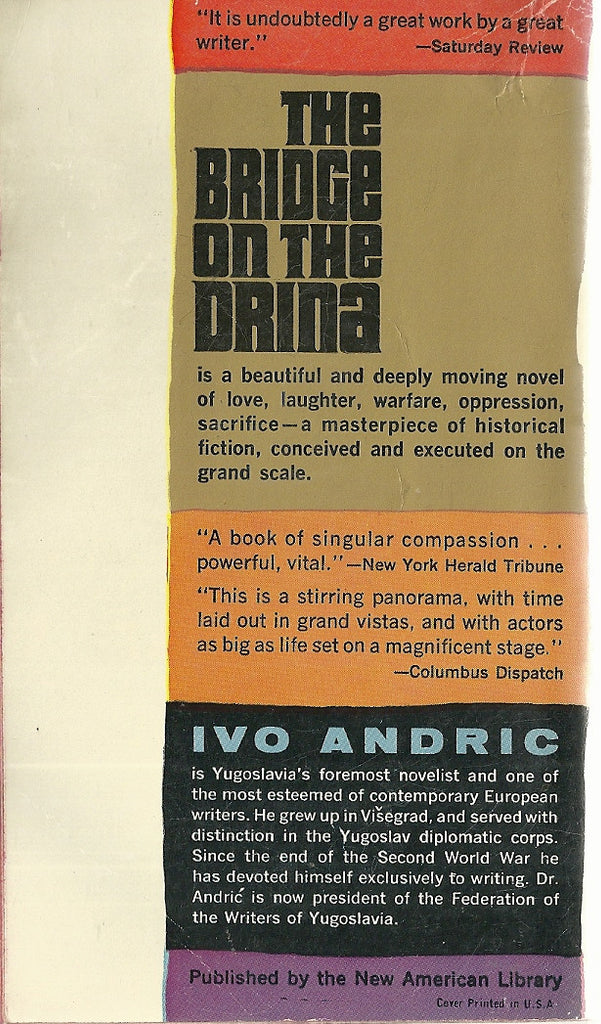 "It is undoubtedly a great work by a great
writer." —Saturday Review
THE
BRIDGE
ON THE
DRINA
is a beautiful and deeply moving novel
of love, laughter, warfare, oppression,
sacrifice—a masterpiece of historical
fiction, conceived and executed on the
grand scale.
"A book of singular compassion . . .
powerful, vital."—New York Herald Tribune
"This is a stirring panorama, with time
laid out in grand vistas, and with actors
as big as life set on a magnificent stage."
—Columbus Dispatch
IVO ANDRIC
is Yugoslavia's foremost novelist and one of
the most esteemed of contemporary European
writers. He grew up in Višegrad, and served with
distinction in the Yugoslav diplomatic corps.
Since the end of the Second World War he
has devoted himself exclusively to writing. Dr.
Andrić is now president of the Federation of
the Writers of Yugoslavia.
Published by the New American Library
Cover Printed in U.S.A.